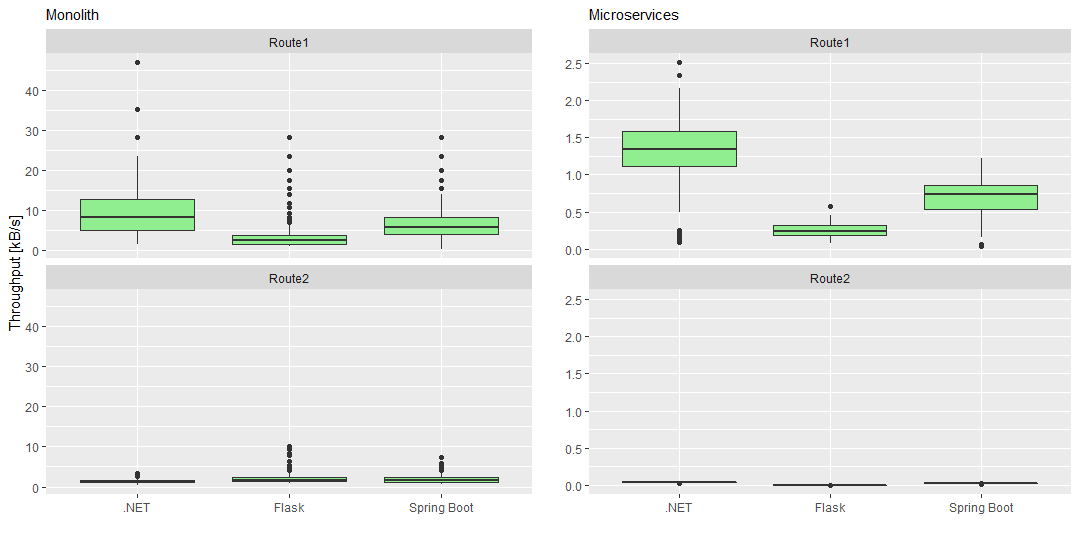 Monolith
Microservices
Route1
Route1
40
30
20
10
0
2.5
2.0
1.5
1.0
0.5
0.0
Throughput [kB/s]
Route2
Route2
40
30
20
10
0
2.5
2.0
1.5
1.0
0.5
0.0
.NET Flask Spring Boot
.NET Flask Spring Boot